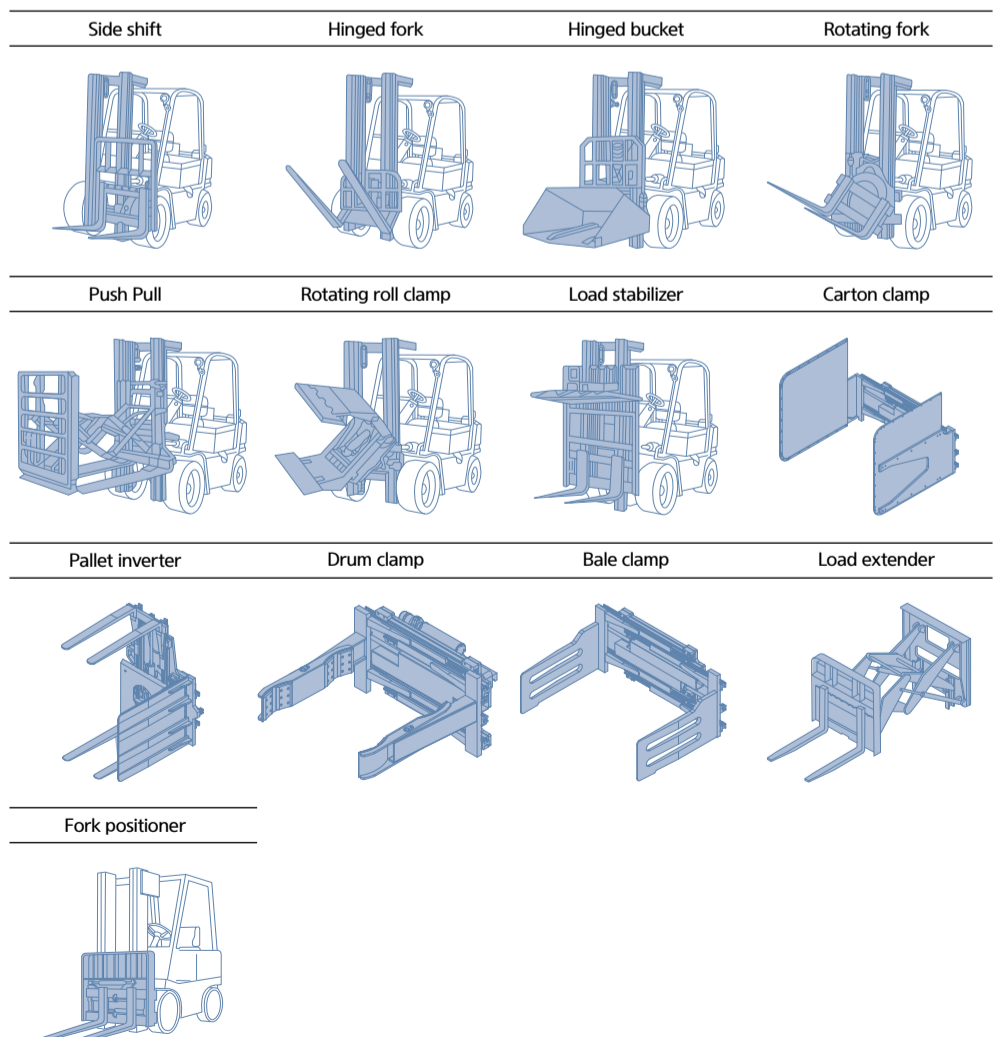 Side shift
Hinged fork
Hinged bucket
Rotating fork
Push Pull
Rotating roll clamp
Load stabilizer
Carton clamp
Pallet inverter
Drum clamp
Bale clamp
Load extender
Fork positioner